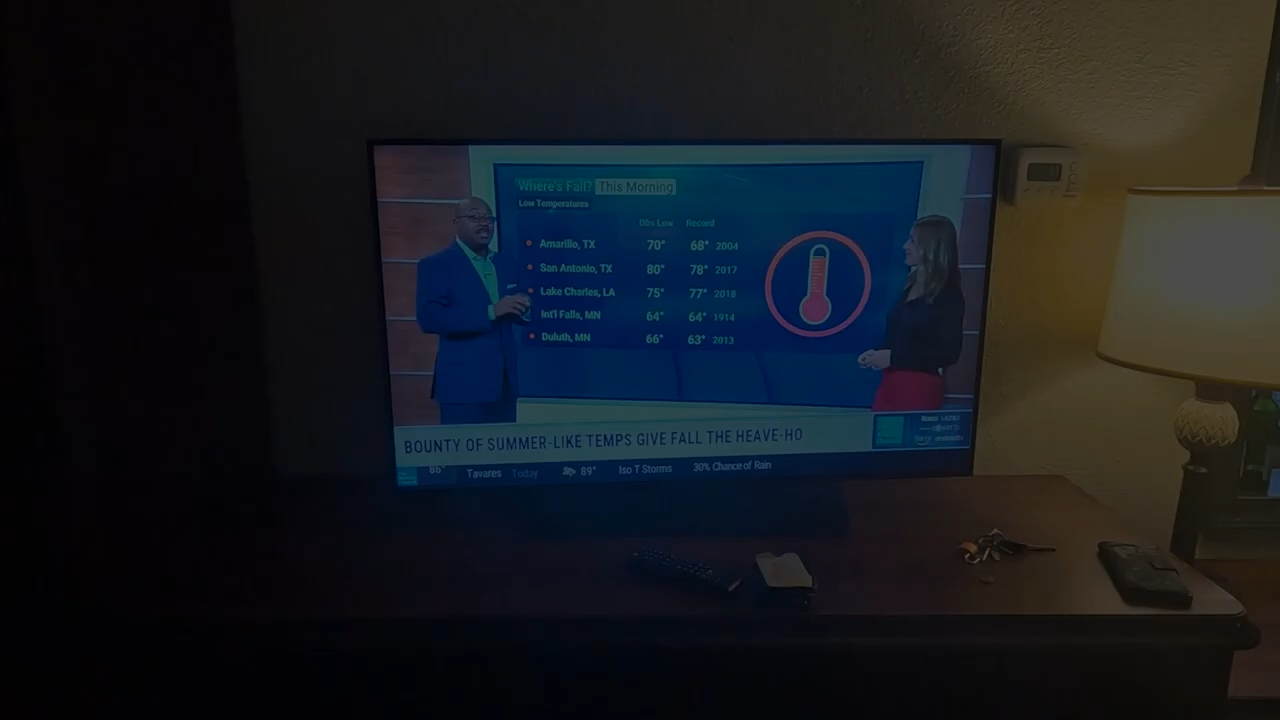 Where's Fall? This Morning
Low Temperatures
Obs Low Record
Amarillo, TX 70° 68° 2004
San Antonio, TX 80° 78° 2017
Lake Charles, LA 75° 77° 2018
Int'l Falls, MN 64° 64° 1914
Duluth, MN 66° 63° 2013
BOUNTY OF SUMMER-LIKE TEMPS GIVE FALL THE HEAVE-HO
86° Tavares Today 89° Iso T Storms 30% Chance of Rain